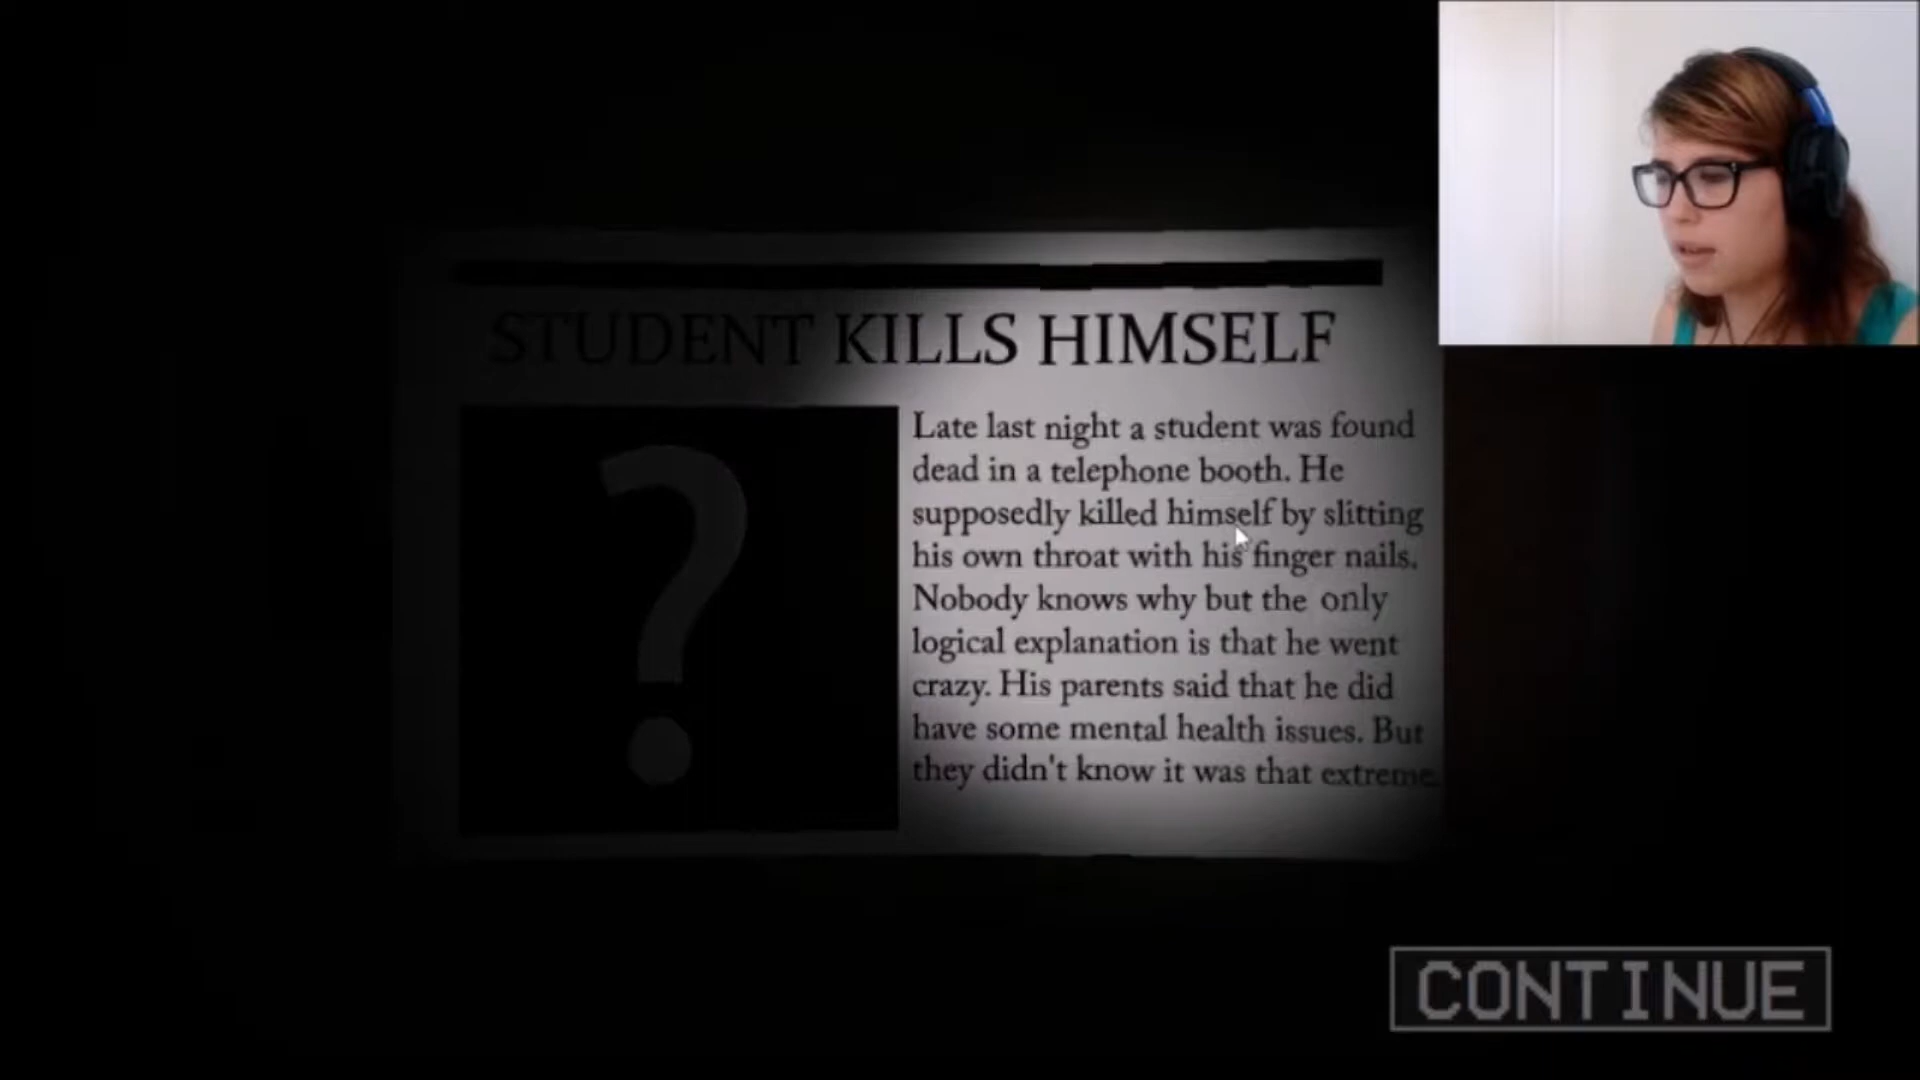 STUDENT KILLS HIMSELF
Late last night a student was found
dead in a telephone booth. He
supposedly killed himself by slitting
his own throat with his finger nails.
Nobody knows why but the only
logical explanation is that he went
crazy. His parents said that he did
have some mental health issues. But
they didn't know it was that extreme.
?
CONTINUE